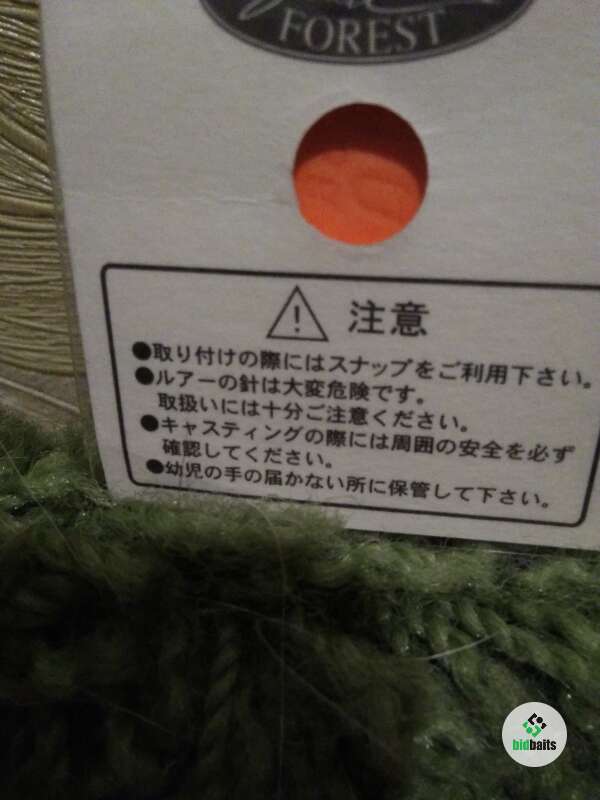 FOREST
注意
●取り付けの際にはスナップをご利用下さい。
●ルアーの針は大変危険です。
取扱いには十分ご注意ください。
●キャスティングの際には周囲の安全を必ず
確認してください。
●幼児の手の届かない所に保管して下さい。
bidbaits